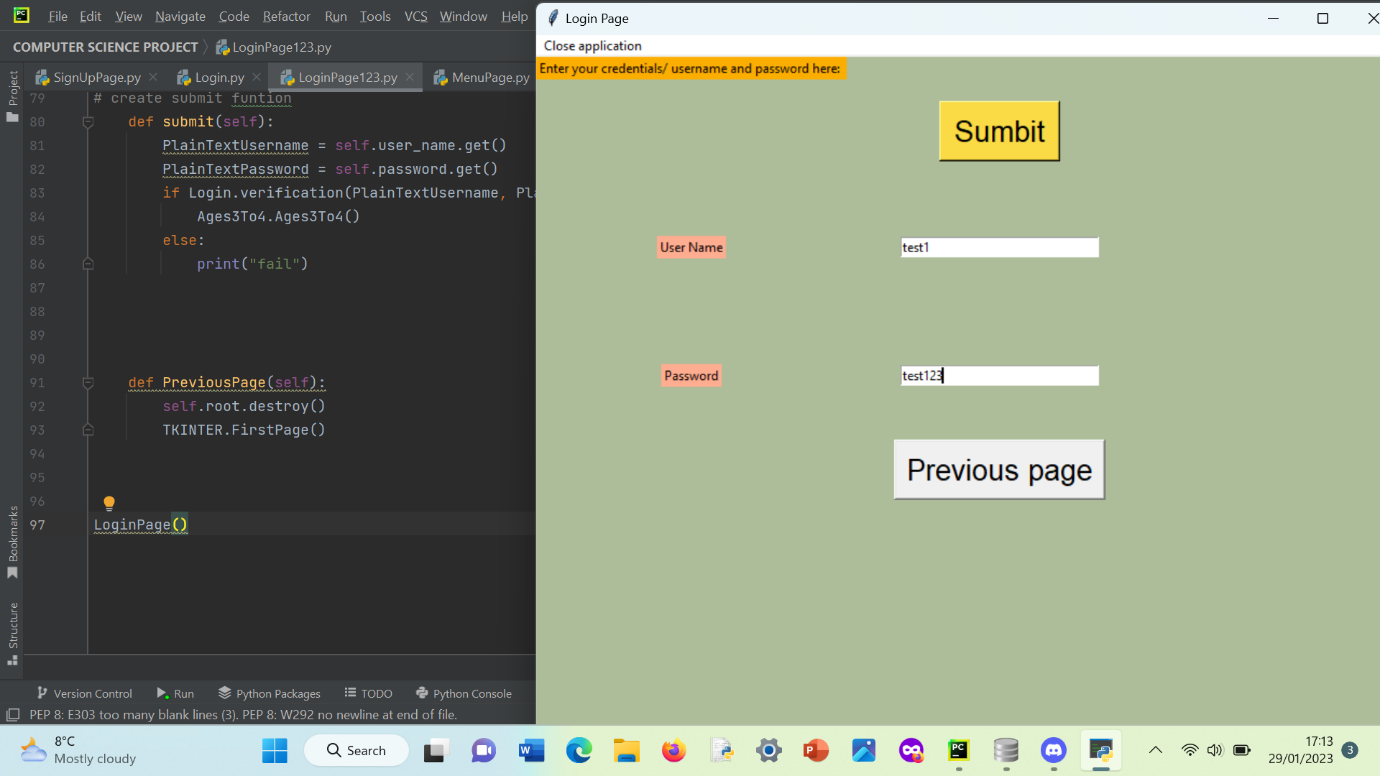 PC File Edit View Navigate Code Refactor Run Tools VCS Window Help
COMPUTER SCIENCE PROJECT LoginPage123.py
SignUpPage.py Login.py LoginPage123.py MenuPage.py
Project
79 # create submit funtion
80 def submit(self):
81 PlainTextUsername = self.user_name.get()
82 PlainTextPassword = self.password.get()
83 if Login.verification(PlainTextUsername, Pla
84 Ages3To4.Ages3To4()
85 else:
86 print("fail")
87
88
89
90
91 def PreviousPage(self):
92 self.root.destroy()
93 TKINTER.FirstPage()
94
95
96
97 LoginPage()
Bookmarks
Structure
Version Control Run Python Packages TODO Python Console
PEP 8: E303 too many blank lines (3). PEP 8: W292 no newline at end of file.
Login Page
Close application
Enter your credentials/ username and password here:
Sumbit
User Name test1
Password test123
Previous page
8°C
Mostly cloudy
Search
W
P
PC
17:13
29/01/2023
3